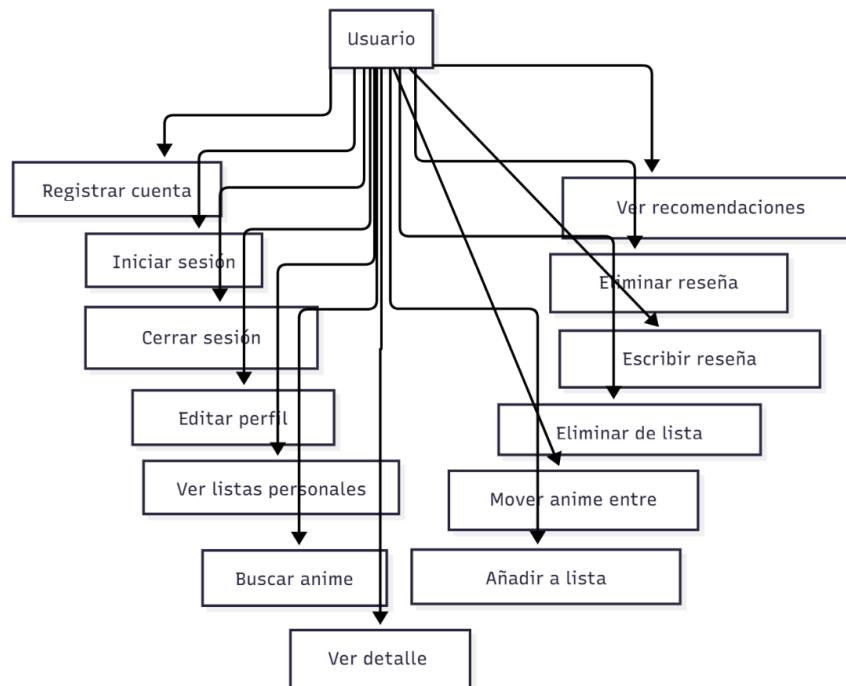 Usuario
Registrar cuenta
Ver recomendaciones
Iniciar sesión
Eliminar reseña
Cerrar sesión
Escribir reseña
Editar perfil
Eliminar de lista
Ver listas personales
Mover anime entre
Buscar anime
Añadir a lista
Ver detalle